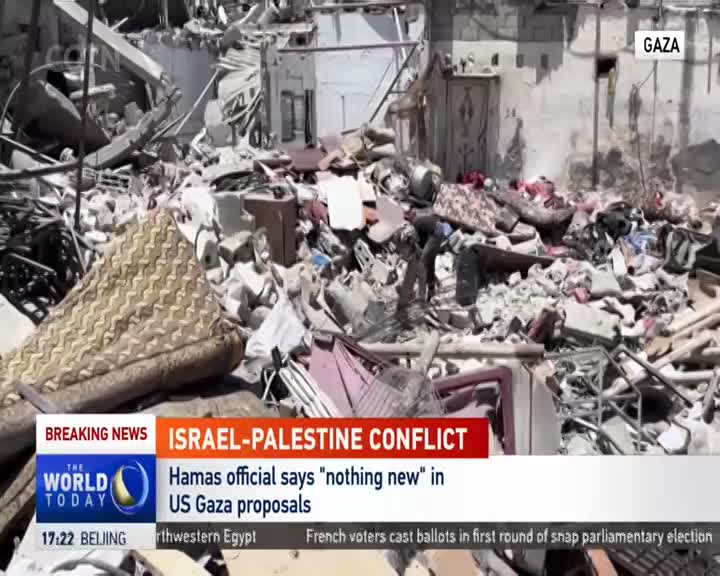 GAZA
BREAKING NEWS
ISRAEL-PALESTINE CONFLICT
THE
WORLD
TODAY
Hamas official says "nothing new" in
US Gaza proposals
17:22 BEIJING
rthwestern Egypt French voters cast ballots in first round of snap parliamentary election